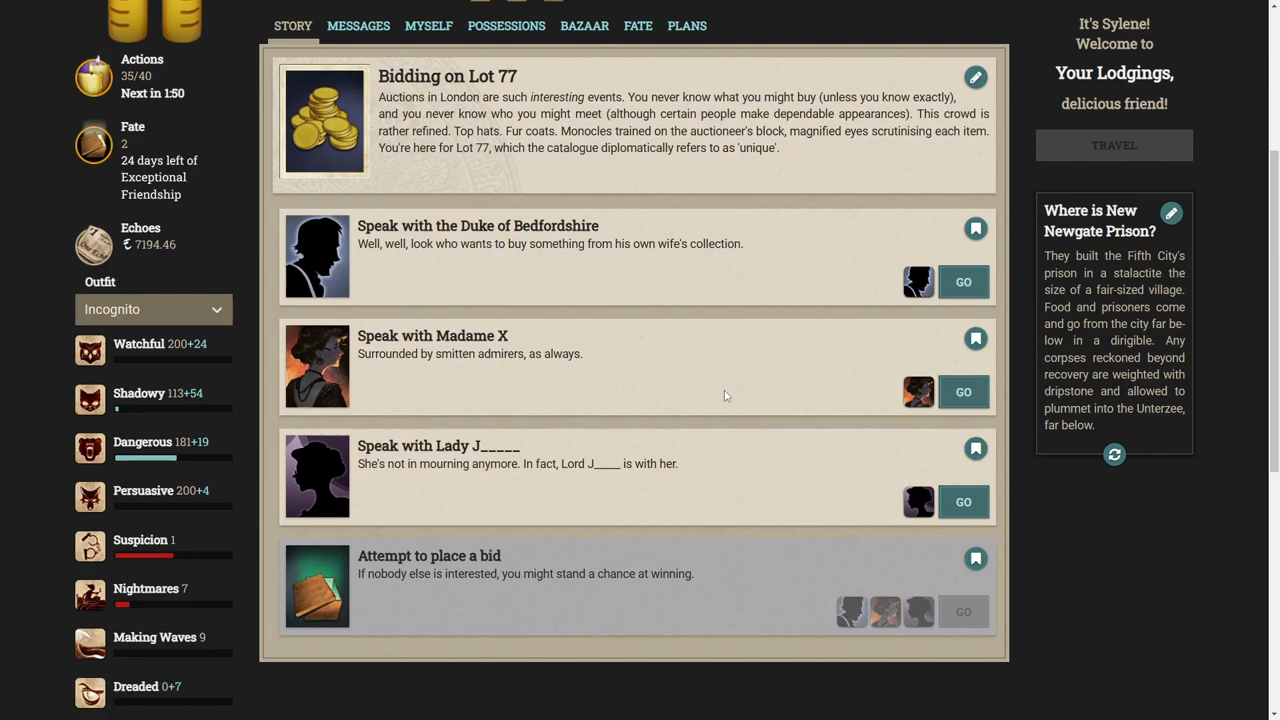 STORY MESSAGES MYSELF POSSESSIONS BAZAAR FATE PLANS
Actions
35/40
Next in 1:50
Fate
2
24 days left of
Exceptional
Friendship
Echoes
7194.46
Outfit
Incognito
Watchful 200+24
Shadowy 113+54
Dangerous 181+19
Persuasive 200+4
Suspicion 1
Nightmares 7
Making Waves 9
Dreaded 0+7
Bidding on Lot 77
Auctions in London are such interesting events. You never know what you might buy (unless you know exactly),
and you never know who you might meet (although certain people make dependable appearances). This crowd is
rather refined. Top hats. Fur coats. Monocles trained on the auctioneer's block, magnified eyes scrutinising each item.
You're here for Lot 77, which the catalogue diplomatically refers to as 'unique'.
Speak with the Duke of Bedfordshire
Well, well, look who wants to buy something from his own wife's collection.
GO
Speak with Madame X
Surrounded by smitten admirers, as always.
GO
Speak with Lady J_____
She's not in mourning anymore. In fact, Lord J_____ is with her.
GO
Attempt to place a bid
If nobody else is interested, you might stand a chance at winning.
GO
It's Sylene!
Welcome to
Your Lodgings,
delicious friend!
TRAVEL
Where is New
Newgate Prison?
They built the Fifth City's
prison in a stalactite the
size of a fair-sized village.
Food and prisoners come
and go from the city far be-
low in a dirigible. Any
corpses reckoned beyond
recovery are weighted with
dripstone and allowed to
plummet into the Unterzee,
far below.